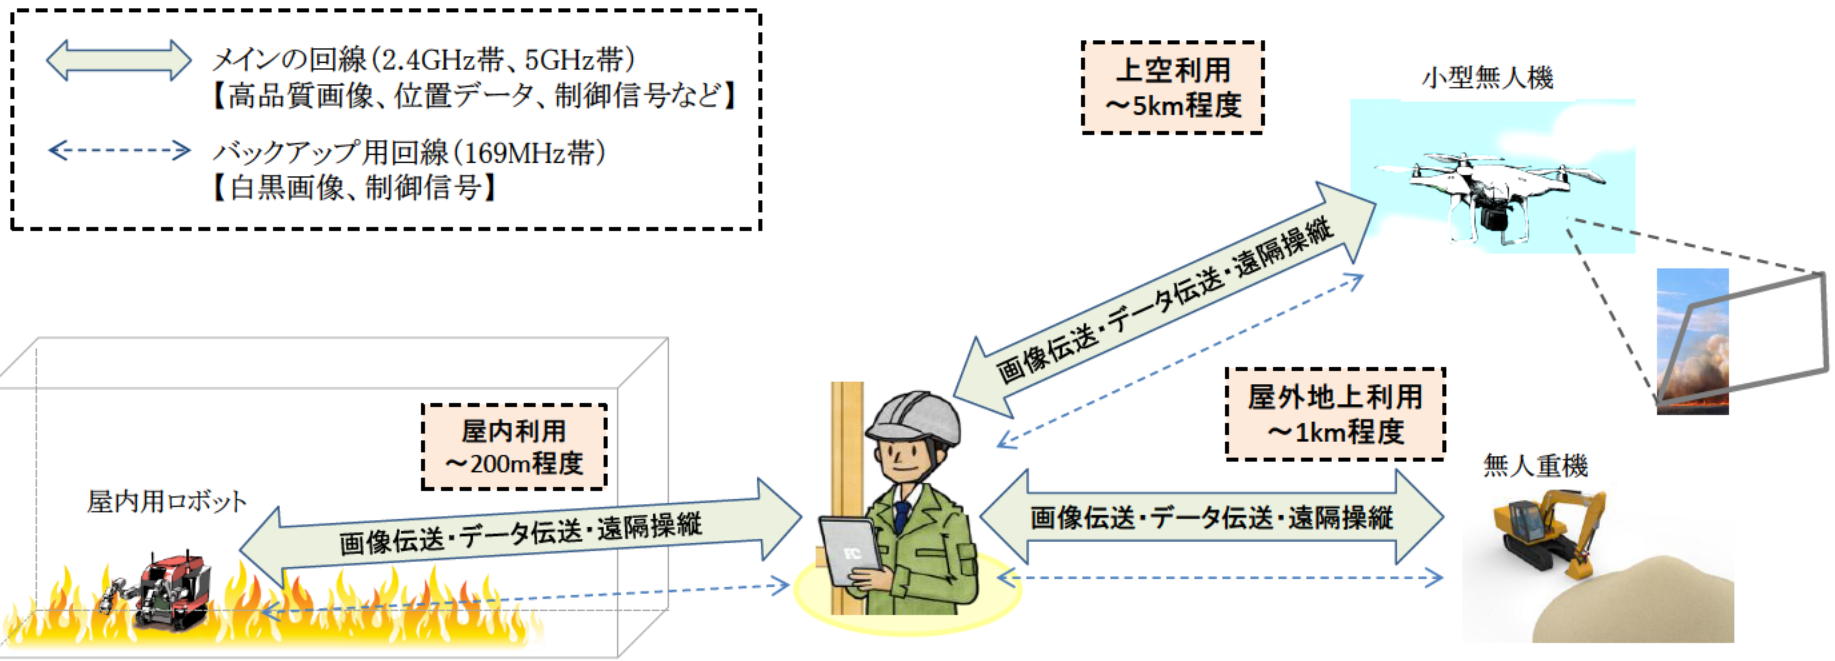 メインの回線（2.4GHz帯、5GHz帯）
【高品質画像、位置データ、制御信号など】
バックアップ用回線（169MHz帯）
【白黒画像、制御信号】
上空利用
～5km程度
小型無人機
画像伝送・データ伝送・遠隔操縦
屋外地上利用
～1km程度
無人重機
画像伝送・データ伝送・遠隔操縦
屋内利用
～200m程度
屋内用ロボット
画像伝送・データ伝送・遠隔操縦